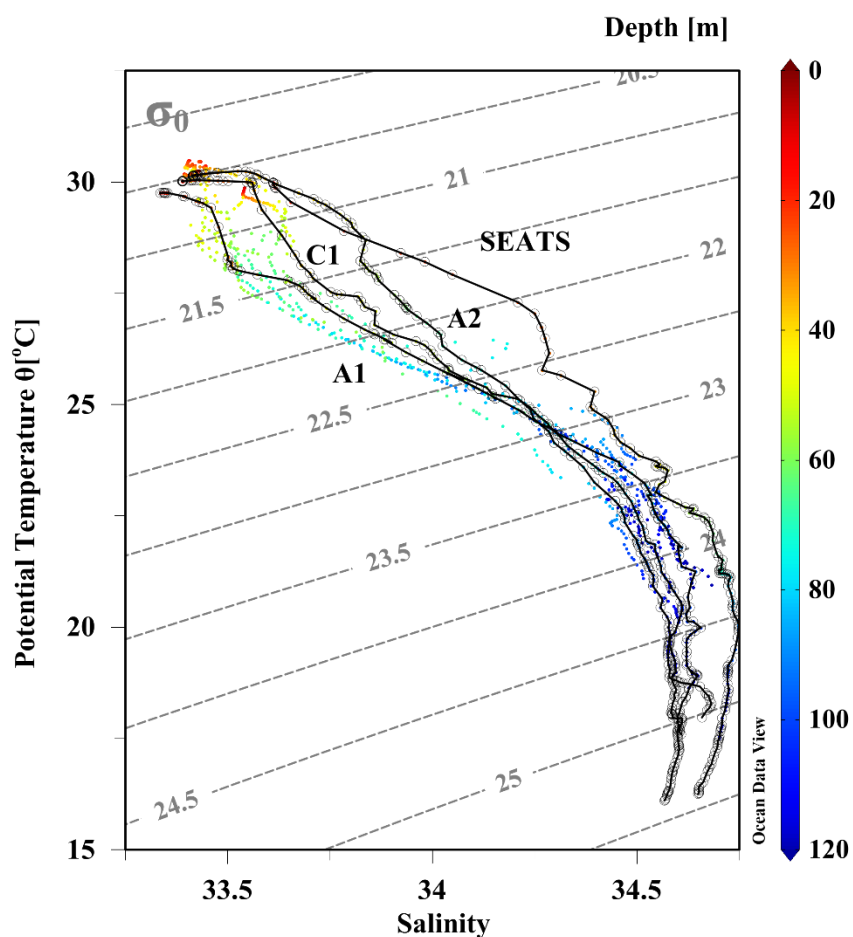 Depth [m]
σ0
20.5
0
30
21
20
SEATS
C1
22
21.5
A2
40
A1
25
22.5
23
60
Potential Temperature θ[°C]
23.5
24
80
20
100
Ocean Data View
24.5
25
15
120
33.5
34
34.5
Salinity